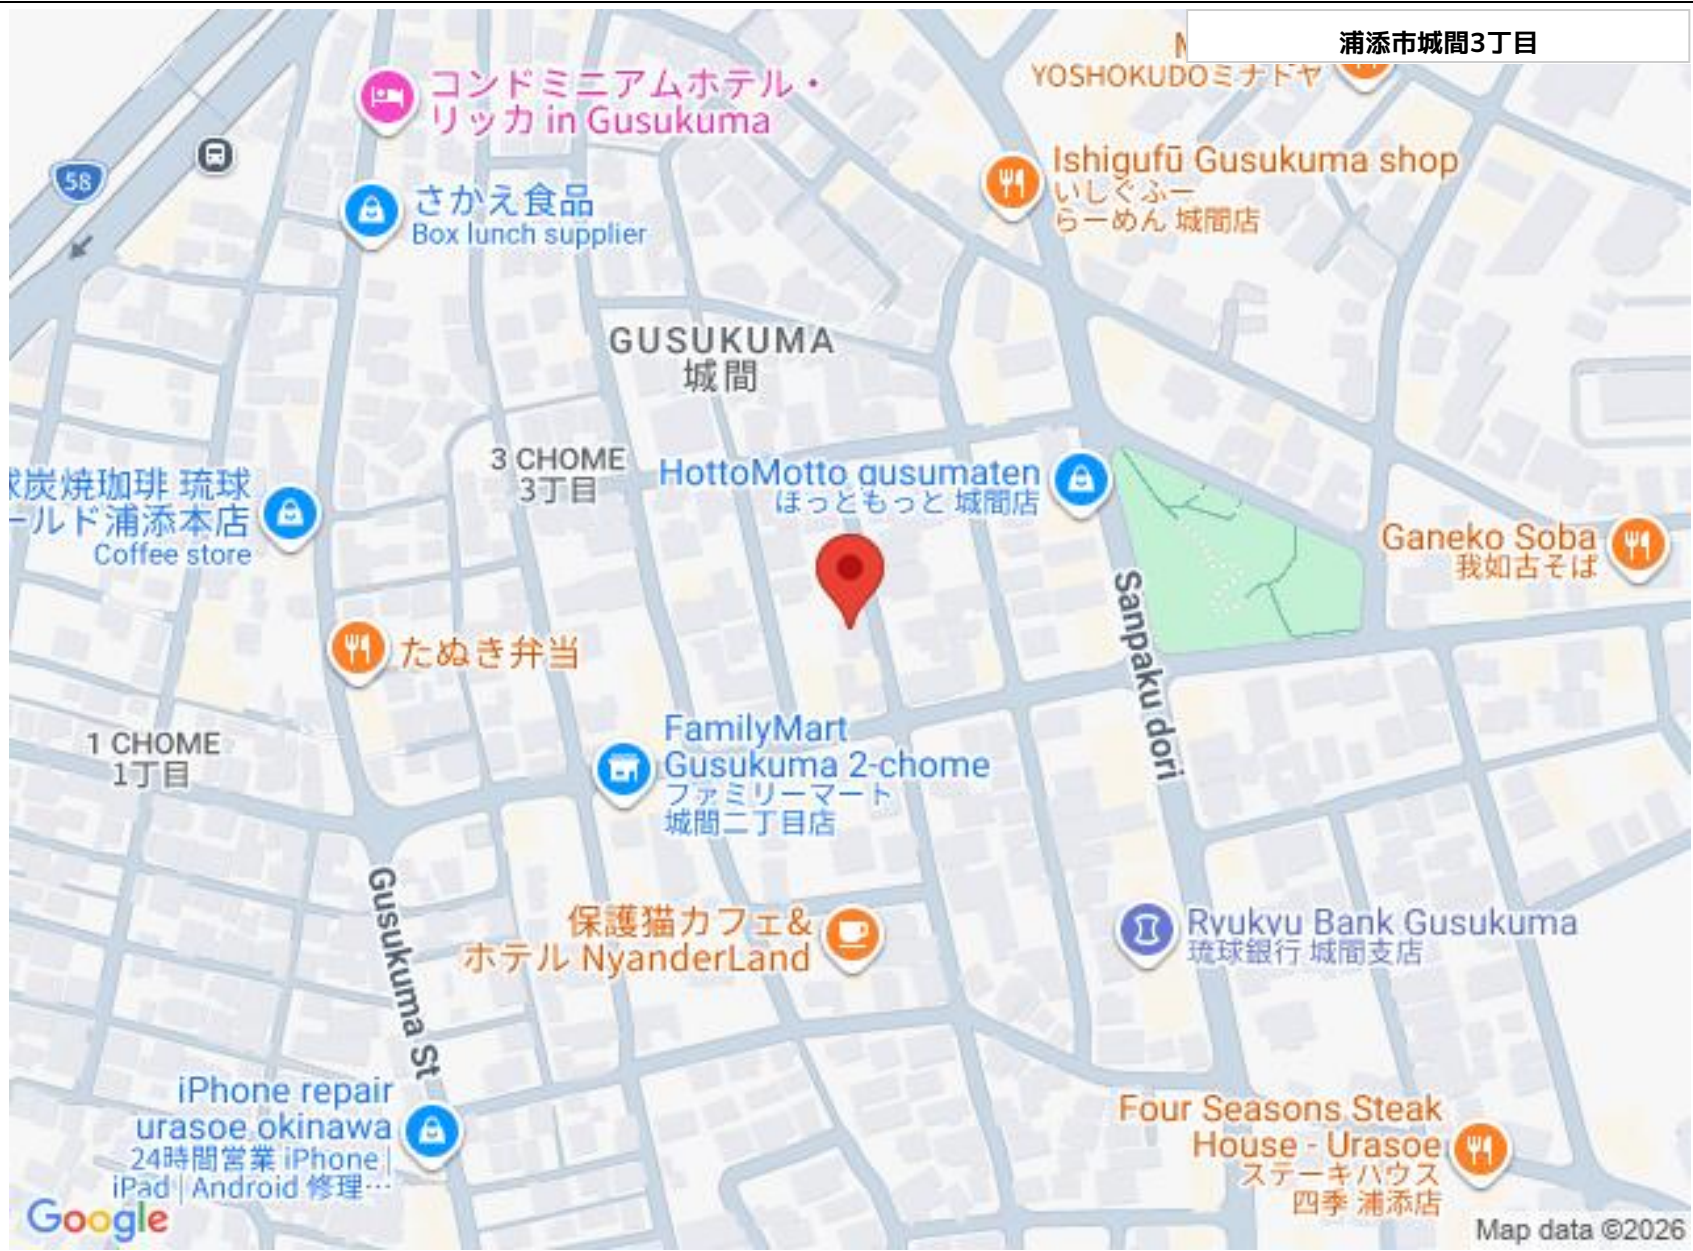 浦添市城間3丁目
コンドミニアムホテル・
リッカ in Gusukuma
YOSHOKUDOミナトヤ
58
Ishigufū Gusukuma shop
いしぐふー
らーめん 城間店
さかえ食品
Box lunch supplier
GUSUKUMA
城間
3 CHOME
3丁目
HottoMotto gusumaten
ほっともっと 城間店
球炭焼珈琲 琉球
ールド浦添本店
Coffee store
Ganeko Soba
我如古そば
Sanpaku dori
たぬき弁当
1 CHOME
1丁目
FamilyMart
Gusukuma 2-chome
ファミリーマート
城間二丁目店
Gusukuma St
保護猫カフェ&
ホテル NyanderLand
Ryukyu Bank Gusukuma
琉球銀行 城間支店
iPhone repair
urasoe okinawa
24時間営業 iPhone |
iPad | Android 修理…
Four Seasons Steak
House - Urasoe
ステーキハウス
四季 浦添店
Google
Map data ©2026